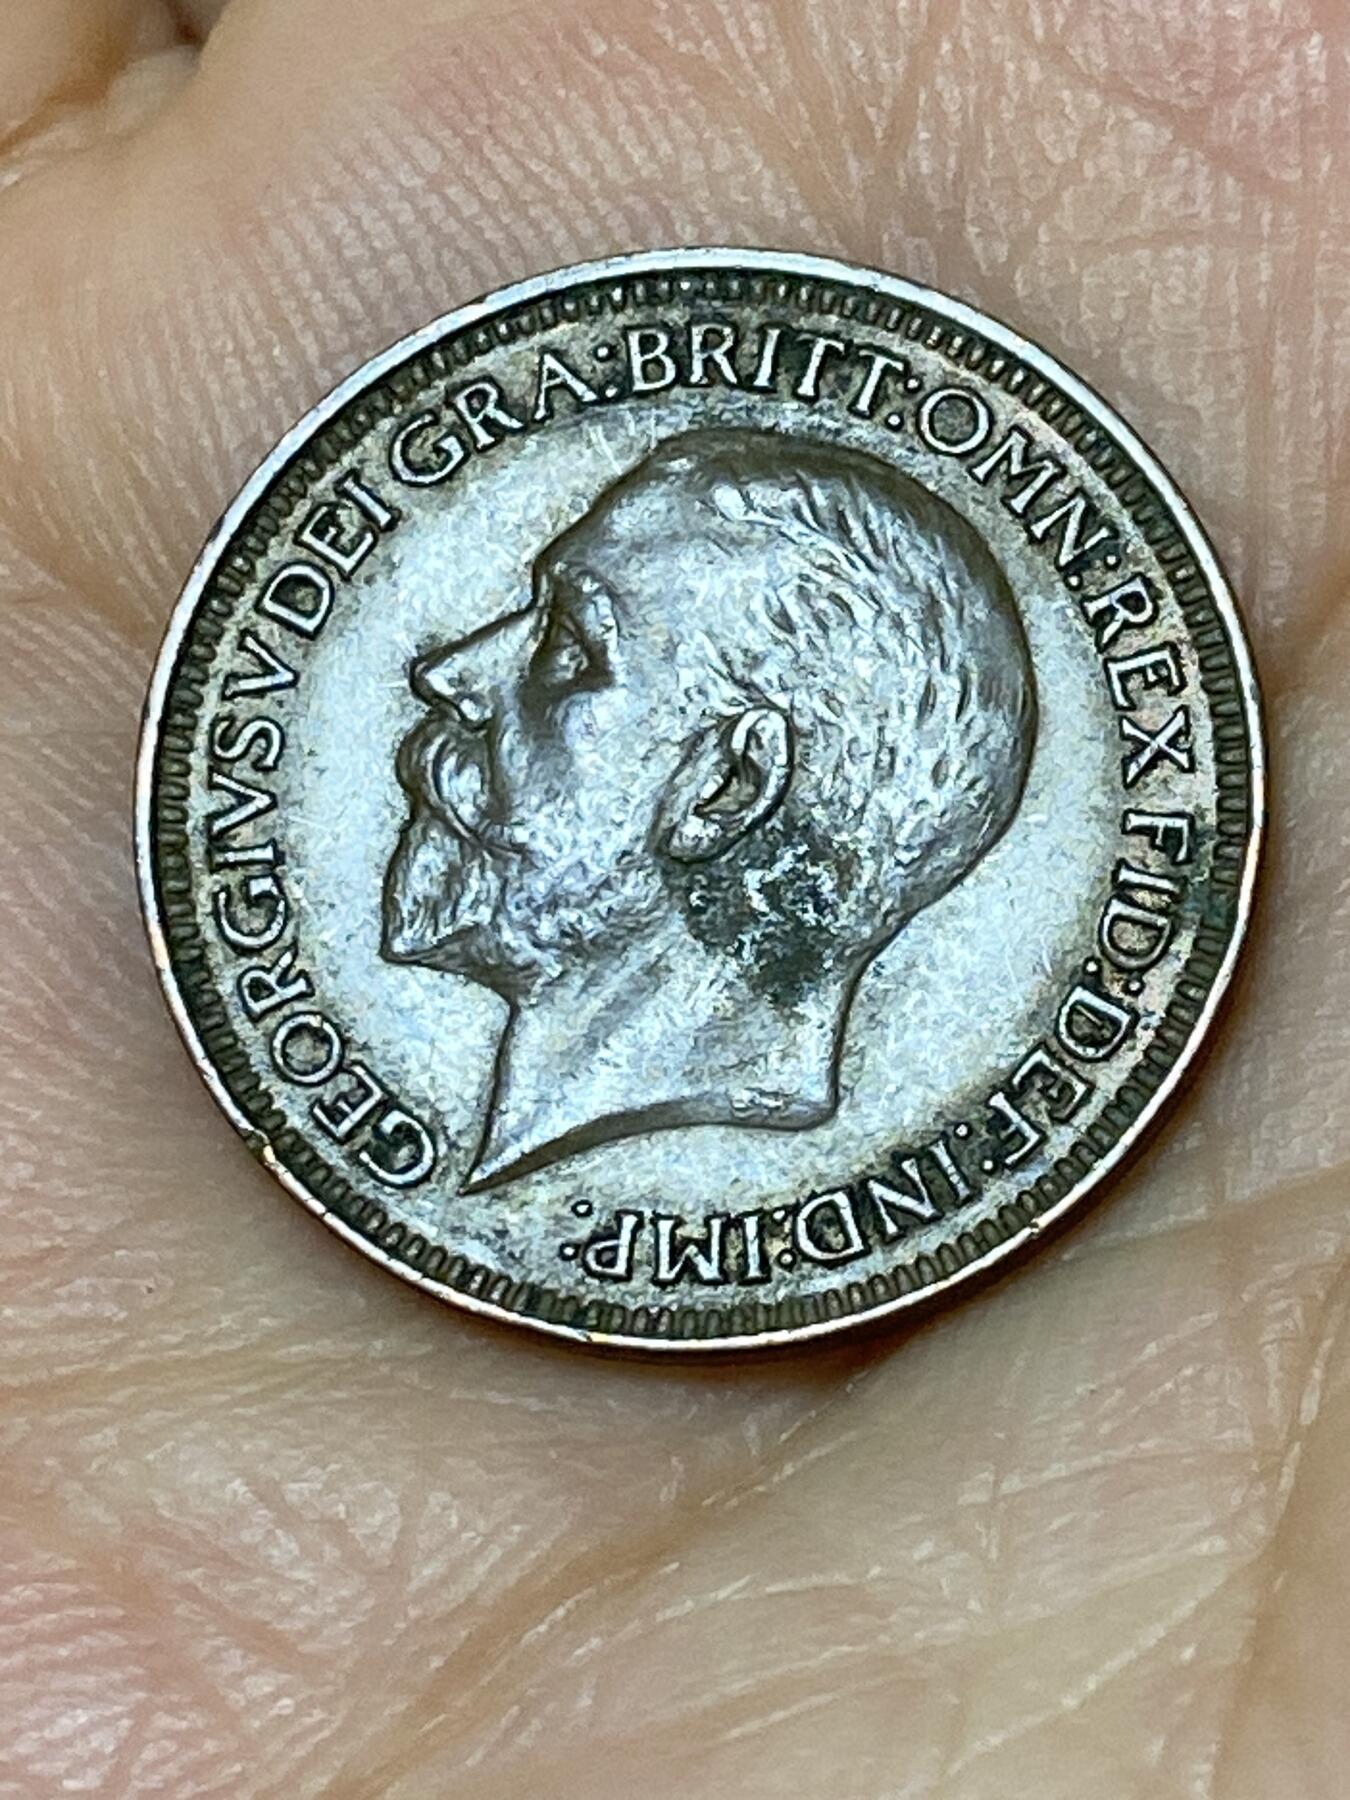 GEORGIVS V DEI GRA: BRITT: OMN: REX FID: DEF: IND: IMP: